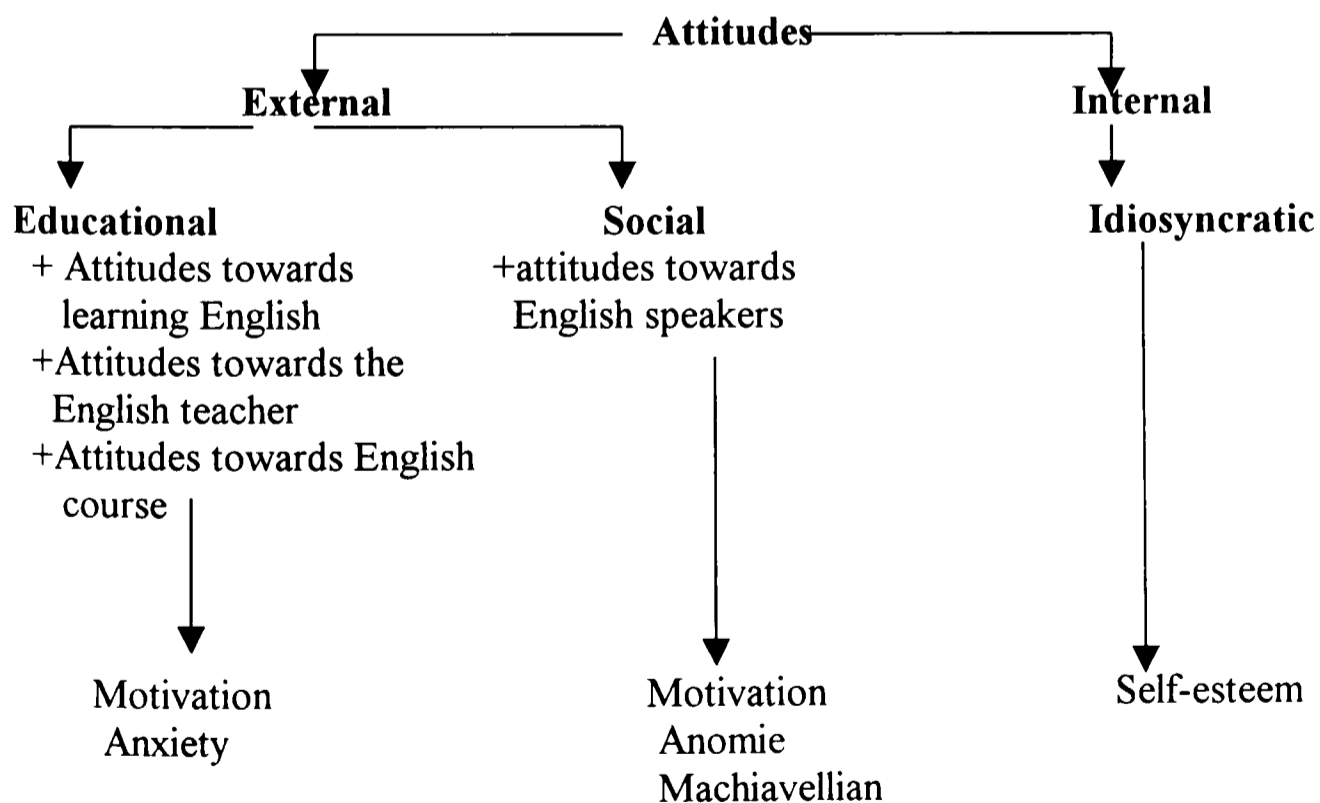 Attitudes
External
Internal
Educational
+ Attitudes towards
learning English
+Attitudes towards the
English teacher
+Attitudes towards English
course
Social
+attitudes towards
English speakers
Idiosyncratic
Motivation
Anxiety
Motivation
Anomie
Machiavellian
Self-esteem